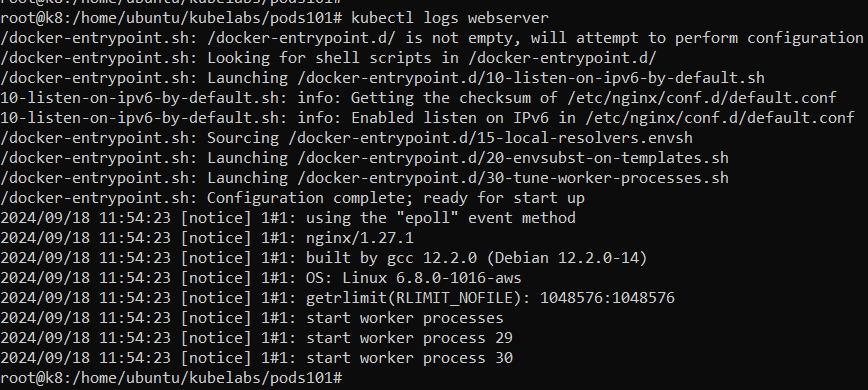 root@k8:/home/ubuntu/kubelabs/pods101#
root@k8:/home/ubuntu/kubelabs/pods101# kubectl logs webserver
/docker-entrypoint.sh: /docker-entrypoint.d/ is not empty, will attempt to perform configuration
/docker-entrypoint.sh: Looking for shell scripts in /docker-entrypoint.d/
/docker-entrypoint.sh: Launching /docker-entrypoint.d/10-listen-on-ipv6-by-default.sh
10-listen-on-ipv6-by-default.sh: info: Getting the checksum of /etc/nginx/conf.d/default.conf
10-listen-on-ipv6-by-default.sh: info: Enabled listen on IPv6 in /etc/nginx/conf.d/default.conf
/docker-entrypoint.sh: Sourcing /docker-entrypoint.d/15-local-resolvers.envsh
/docker-entrypoint.sh: Launching /docker-entrypoint.d/20-envsubst-on-templates.sh
/docker-entrypoint.sh: Launching /docker-entrypoint.d/30-tune-worker-processes.sh
/docker-entrypoint.sh: Configuration complete; ready for start up
2024/09/18 11:54:23 [notice] 1#1: using the "epoll" event method
2024/09/18 11:54:23 [notice] 1#1: nginx/1.27.1
2024/09/18 11:54:23 [notice] 1#1: built by gcc 12.2.0 (Debian 12.2.0-14)
2024/09/18 11:54:23 [notice] 1#1: OS: Linux 6.8.0-1016-aws
2024/09/18 11:54:23 [notice] 1#1: getrlimit(RLIMIT_NOFILE): 1048576:1048576
2024/09/18 11:54:23 [notice] 1#1: start worker processes
2024/09/18 11:54:23 [notice] 1#1: start worker process 29
2024/09/18 11:54:23 [notice] 1#1: start worker process 30
root@k8:/home/ubuntu/kubelabs/pods101#